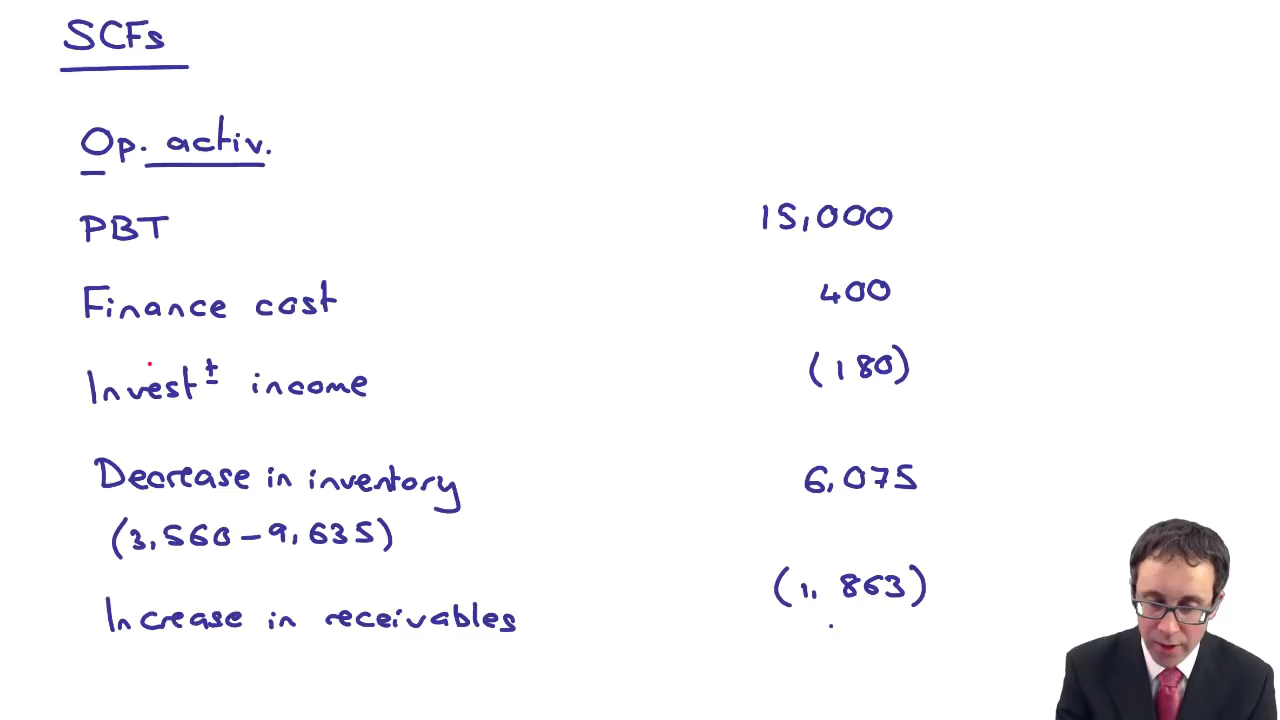 SCFs
Op. activ.
PBT 15,000
Finance cost 400
Invest t income (180)
Decrease in inventory 6,075
(3,560 - 9,635)
Increase in receivables (1,863)